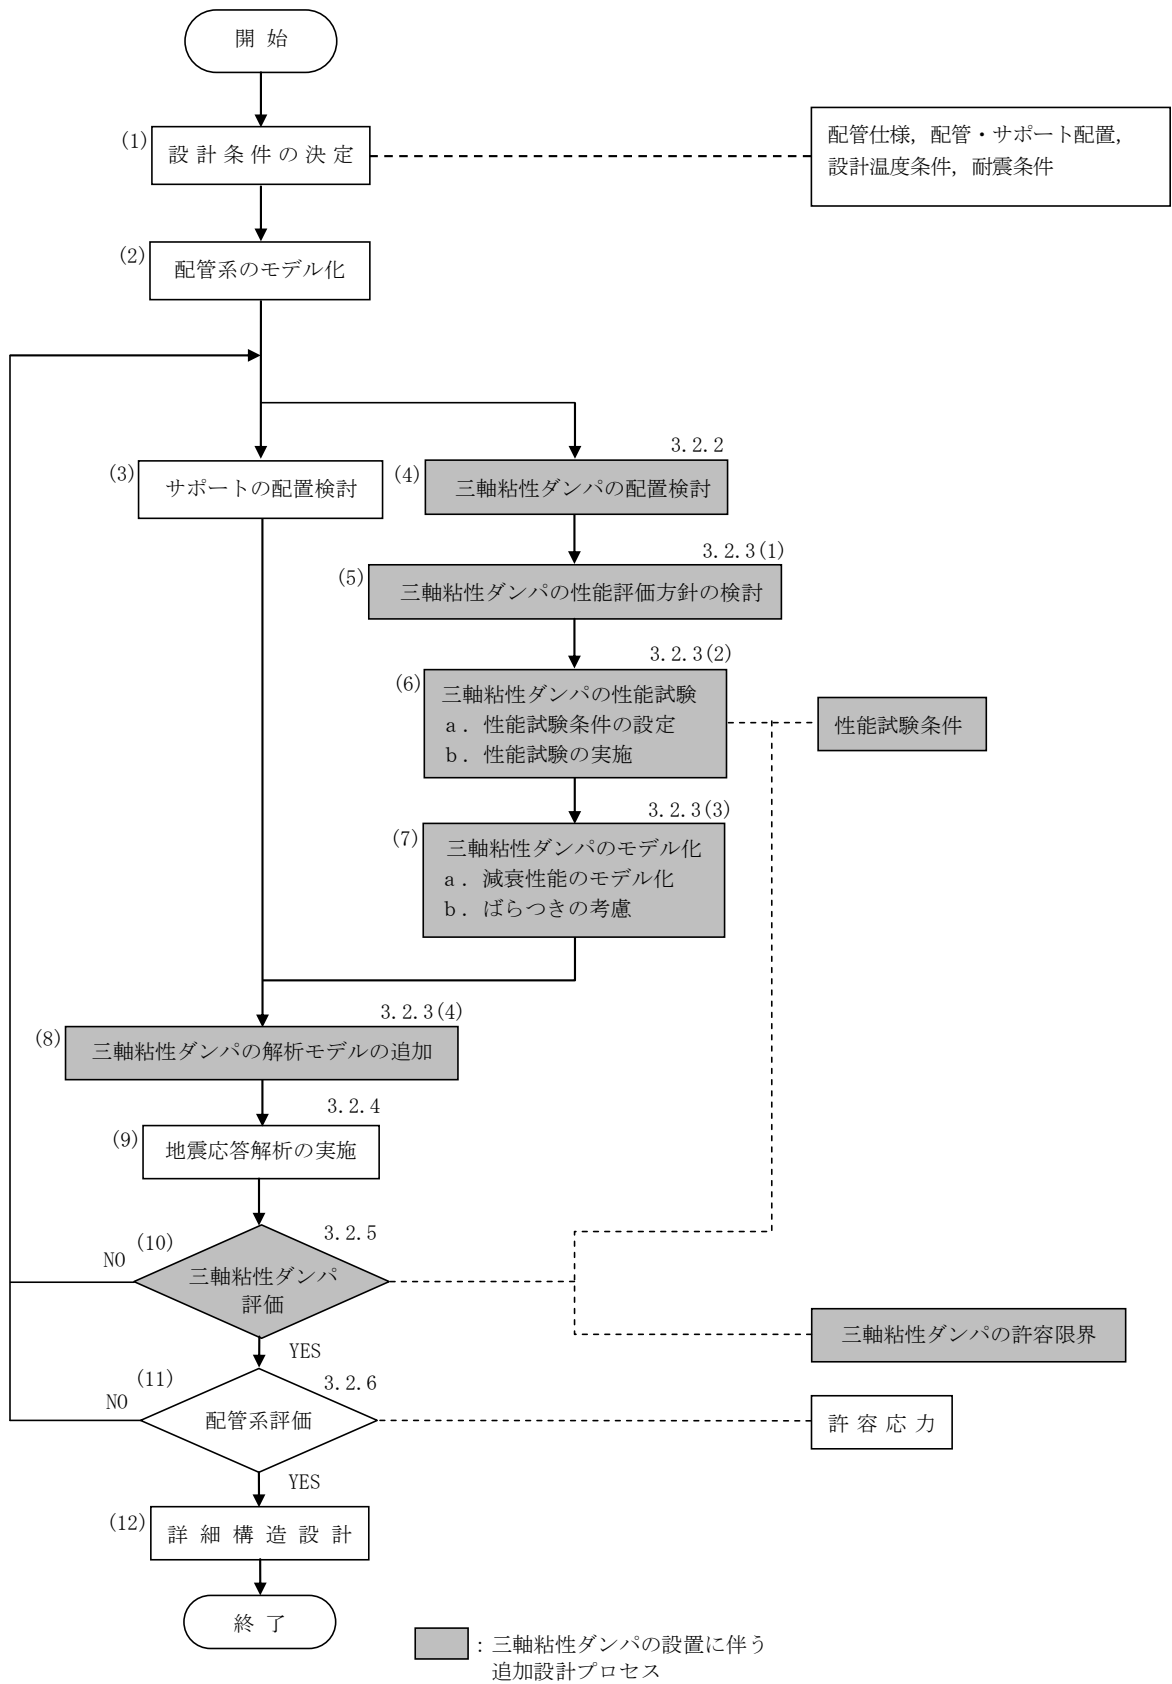 開 始
(1)
設 計 条 件 の 決 定
配管仕様，配管・サポート配置，
設計温度条件，耐震条件
(2)
配管系のモデル化
3.2.2
(3)
サポートの配置検討
(4)
三軸粘性ダンパの配置検討
3.2.3(1)
(5)
三軸粘性ダンパの性能評価方針の検討
3.2.3(2)
(6)
三軸粘性ダンパの性能試験
a．性能試験条件の設定
b．性能試験の実施
性能試験条件
3.2.3(3)
(7)
三軸粘性ダンパのモデル化
a．減衰性能のモデル化
b．ばらつきの考慮
3.2.3(4)
(8)
三軸粘性ダンパの解析モデルの追加
3.2.4
(9)
地震応答解析の実施
3.2.5
(10)
NO
三軸粘性ダンパ
評価
三軸粘性ダンパの許容限界
YES
(11)
3.2.6
NO
配管系評価
許 容 応 力
YES
(12)
詳 細 構 造 設 計
終 了
：三軸粘性ダンパの設置に伴う
追加設計プロセス